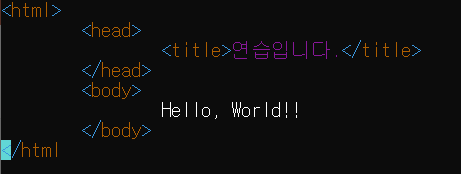 <html>
<head>
<title>연습입니다.</title>
</head>
<body>
Hello, World!!
</body>
</html